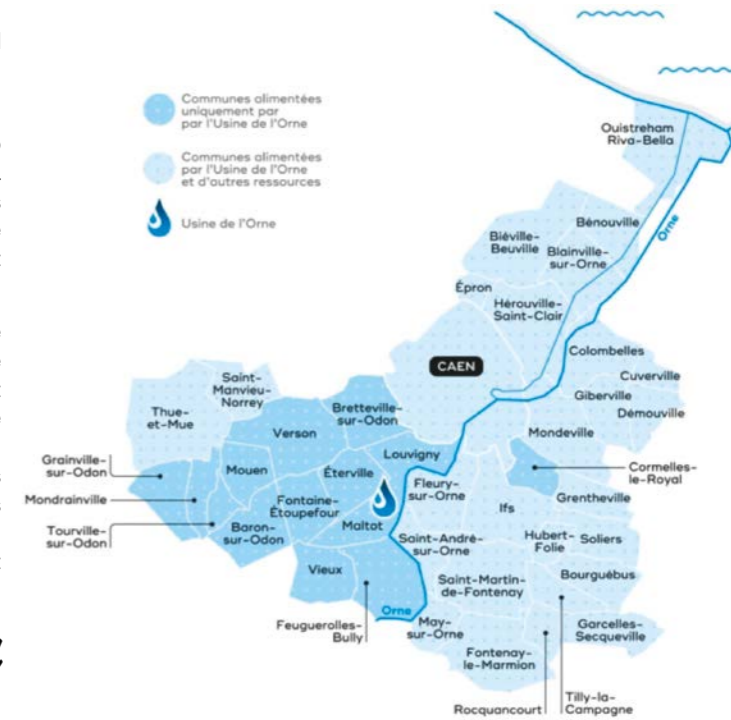 Communes alimentées
uniquement par
par l'Usine de l'Orne
Communes alimentées
par l'Usine de l'Orne
et d'autres ressources
Usine de l'Orne
Ouistreham
Riva-Bella
Orne
Bénouville
Biéville-
Beuville
Blainville-
sur-Orne
Épron
Hérouville-
Saint-Clair
Colombelles
CAEN
Cuverville
Giberville
Démouville
Saint-
Manvieu-
Norrey
Thue-
et-Mue
Bretteville-
sur-Odon
Verson
Mondeville
Louvigny
Grainville-
sur-Odon
Mouen
Éterville
Fleury-
sur-Orne
Cormelles-
le-Royal
Mondrainville
Fontaine-
Étoupefour
Grentheville
Ifs
Tourville-
sur-Odon
Baron-
sur-Odon
Maltot
Saint-André-
sur-Orne
Hubert-
Folie
Soliers
Vieux
Saint-Martin-
de-Fontenay
Bourguébus
Orne
Feuguerolles-
Bully
May-
sur-Orne
Garcelles-
Secqueville
Fontenay-
le-Marmion
Rocquancourt
Tilly-la-
Campagne